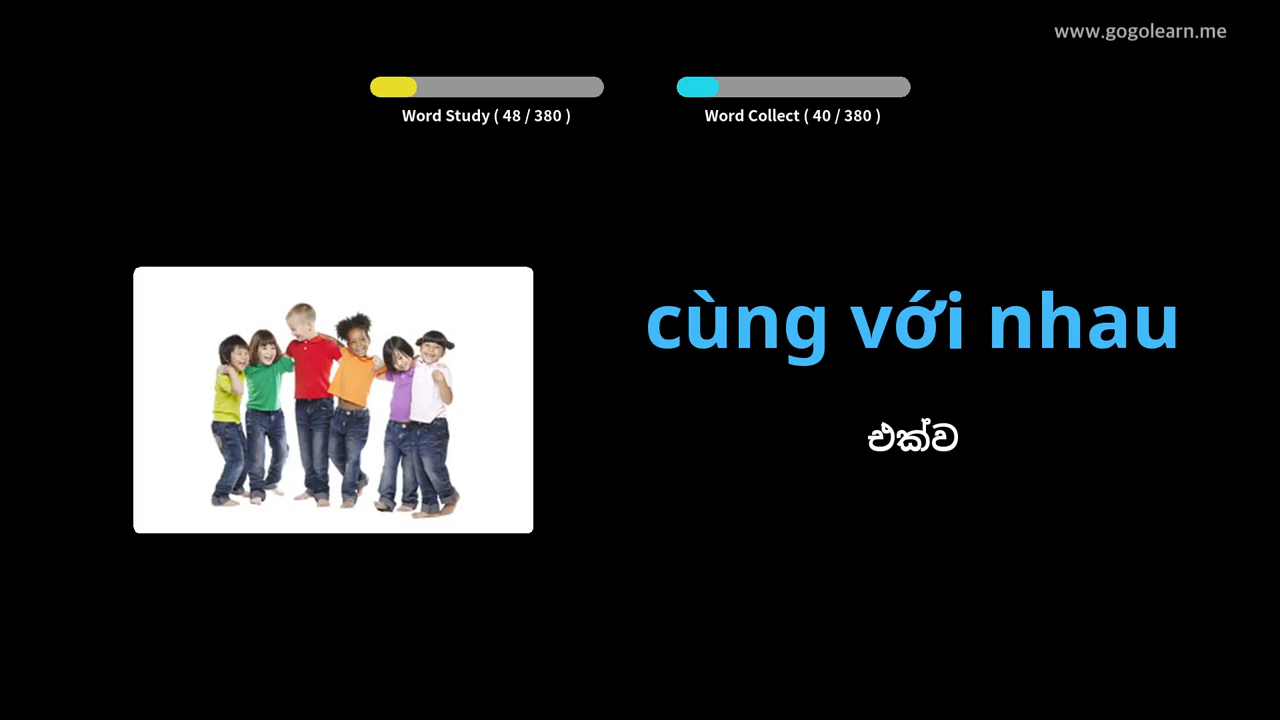 www.gogolearn.me
Word Study ( 48 / 380 )
Word Collect ( 40 / 380 )
cùng với nhau
එක්ව